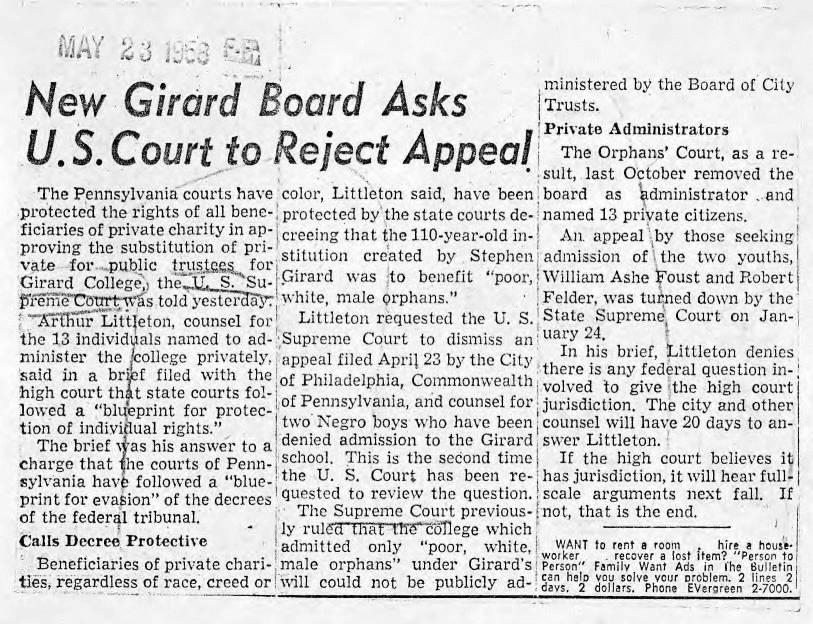 MAY 23 1958
New Girard Board Asks
U.S. Court to Reject Appeal
The Pennsylvania courts have
protected the rights of all bene-
ficiaries of private charity in ap-
proving the substitution of pri-
vate for public trustees for
Girard College, the U. S. Su-
preme Court was told yesterday.
Arthur Littleton, counsel for
the 13 individuals named to ad-
minister the college privately,
said in a brief filed with the
high court that state courts fol-
lowed a "blueprint for protec-
tion of individual rights."
The brief was his answer to a
charge that the courts of Penn-
sylvania have followed a "blue-
print for evasion" of the decrees
of the federal tribunal.
Calls Decree Protective
Beneficiaries of private chari-
ties, regardless of race, creed or
color, Littleton said, have been
protected by the state courts de-
creeing that the 110-year-old in-
stitution created by Stephen
Girard was to benefit "poor,
white, male orphans."
Littleton requested the U. S.
Supreme Court to dismiss an
appeal filed April 23 by the City
of Philadelphia, Commonwealth
of Pennsylvania, and counsel for
two Negro boys who have been
denied admission to the Girard
school. This is the second time
the U. S. Court has been re-
quested to review the question.
The Supreme Court previous-
ly ruled that the college which
admitted only "poor, white,
male orphans" under Girard's
will could not be publicly ad-
ministered by the Board of City
Trusts.
Private Administrators
The Orphans' Court, as a re-
sult, last October removed the
board as administrator and
named 13 private citizens.
An appeal by those seeking
admission of the two youths,
William Ashe Foust and Robert
Felder, was turned down by the
State Supreme Court on Jan-
uary 24.
In his brief, Littleton denies
there is any federal question in-
volved to give the high court
jurisdiction. The city and other
counsel will have 20 days to an-
swer Littleton.
If the high court believes it
has jurisdiction, it will hear full-
scale arguments next fall. If
not, that is the end.
WANT to rent a room . . hire a house-
worker . . recover a lost item? "Person to
Person" Family Want Ads in the Bulletin
can help you solve your problem. 2 lines 2
days, 2 dollars. Phone EVergreen 2-7000.